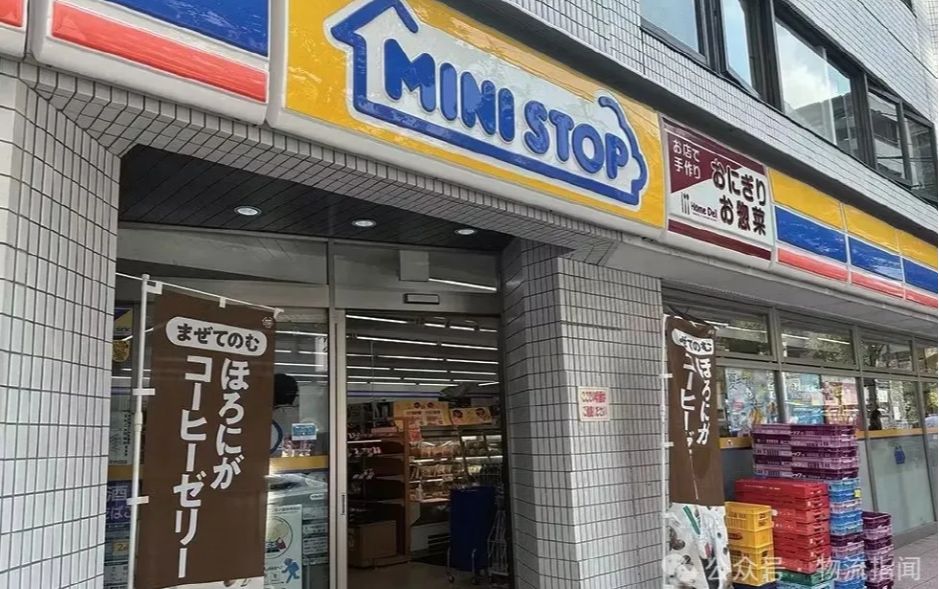 MINI STOP
お店で
手作り
おにぎり
お惣菜
Home Deli
まぜてのむ
ほろにが
コーヒーゼリー
まぜてのむ
ほろにが
コーヒーゼ
公众号·物流指闻